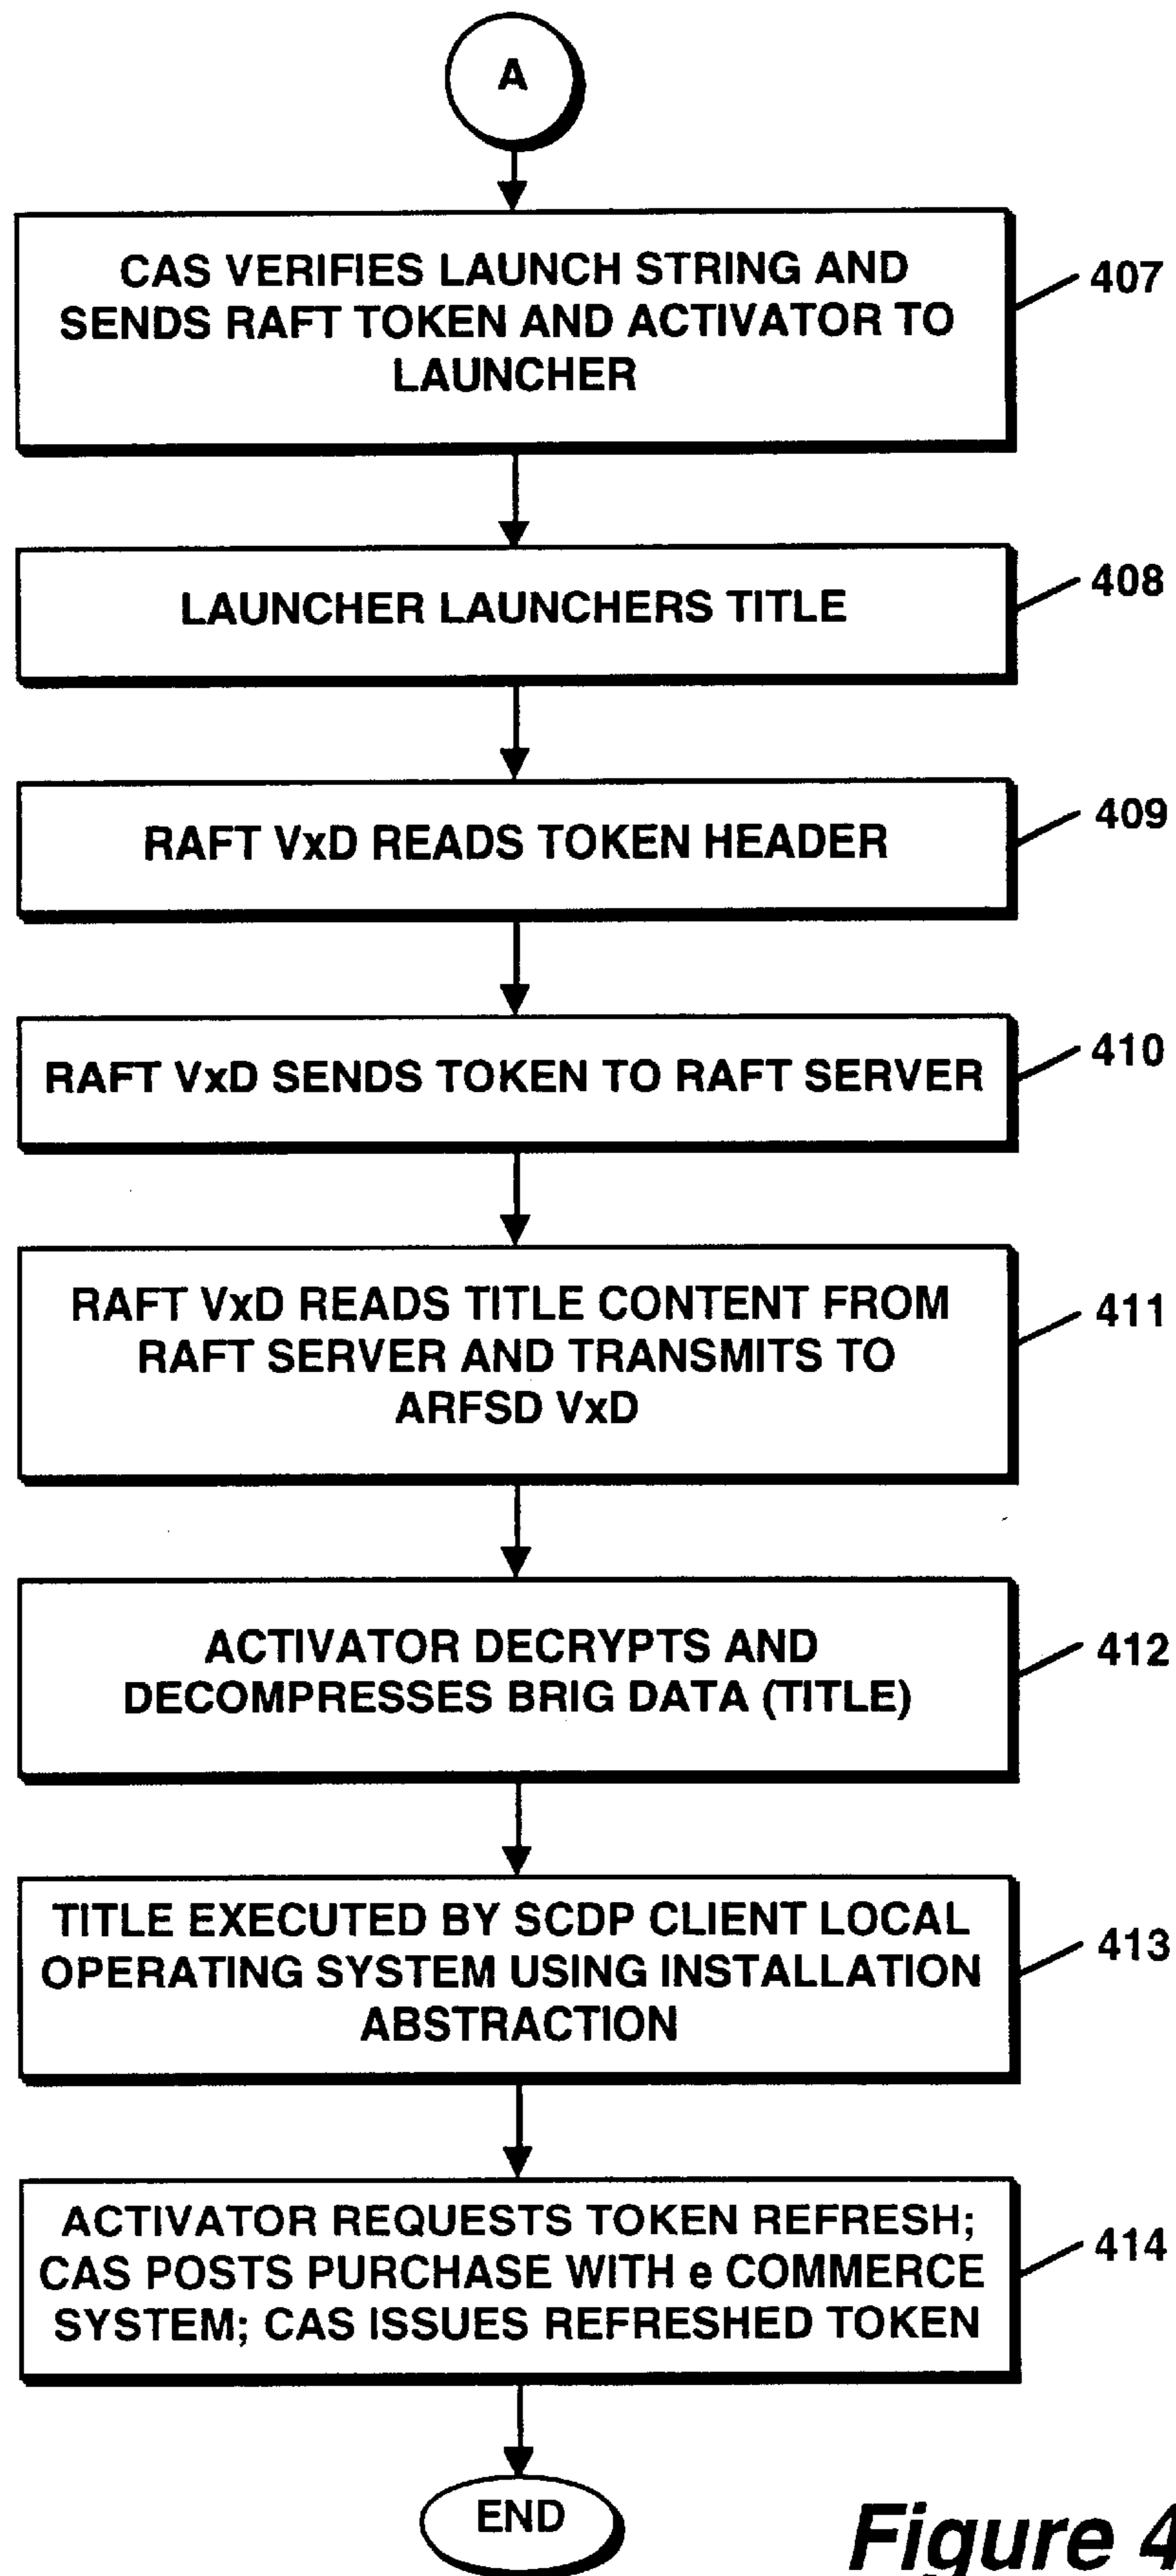 A
CAS VERIFIES LAUNCH STRING AND
SENDS RAFT TOKEN AND ACTIVATOR TO
LAUNCHER
407
LAUNCHER LAUNCHERS TITLE
408
RAFT VxD READS TOKEN HEADER
409
RAFT VxD SENDS TOKEN TO RAFT SERVER
410
RAFT VxD READS TITLE CONTENT FROM
RAFT SERVER AND TRANSMITS TO
ARFSD VxD
411
ACTIVATOR DECRYPTS AND
DECOMPRESSES BRIG DATA (TITLE)
412
TITLE EXECUTED BY SCDP CLIENT LOCAL
OPERATING SYSTEM USING INSTALLATION
ABSTRACTION
413
ACTIVATOR REQUESTS TOKEN REFRESH;
CAS POSTS PURCHASE WITH e COMMERCE
SYSTEM; CAS ISSUES REFRESHED TOKEN
414
END
Figure 4